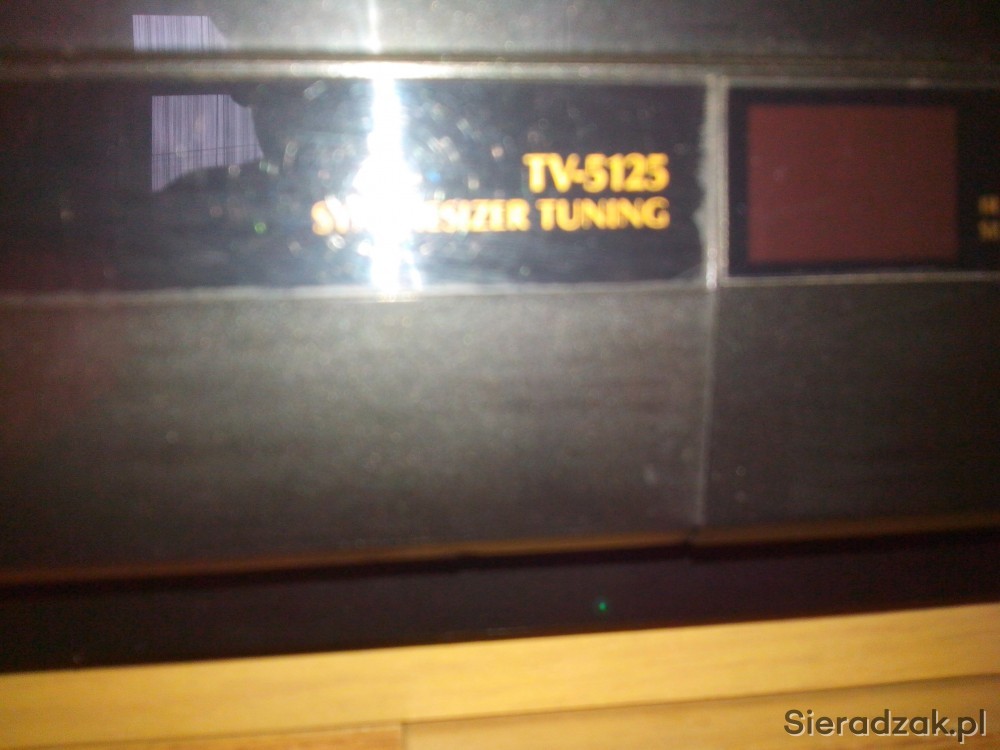 TV-5125
SYNTHESIZER TUNING
Sieradzak.pl